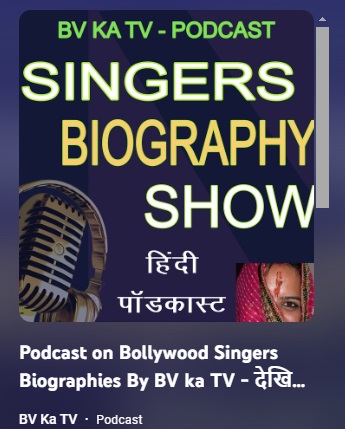 BV KA TV - PODCAST
SINGERS
BIOGRAPHY
SHOW
हिंदी
पॉडकास्ट
Podcast on Bollywood Singers
Biographies By BV ka TV - देखि...
BV Ka TV · Podcast